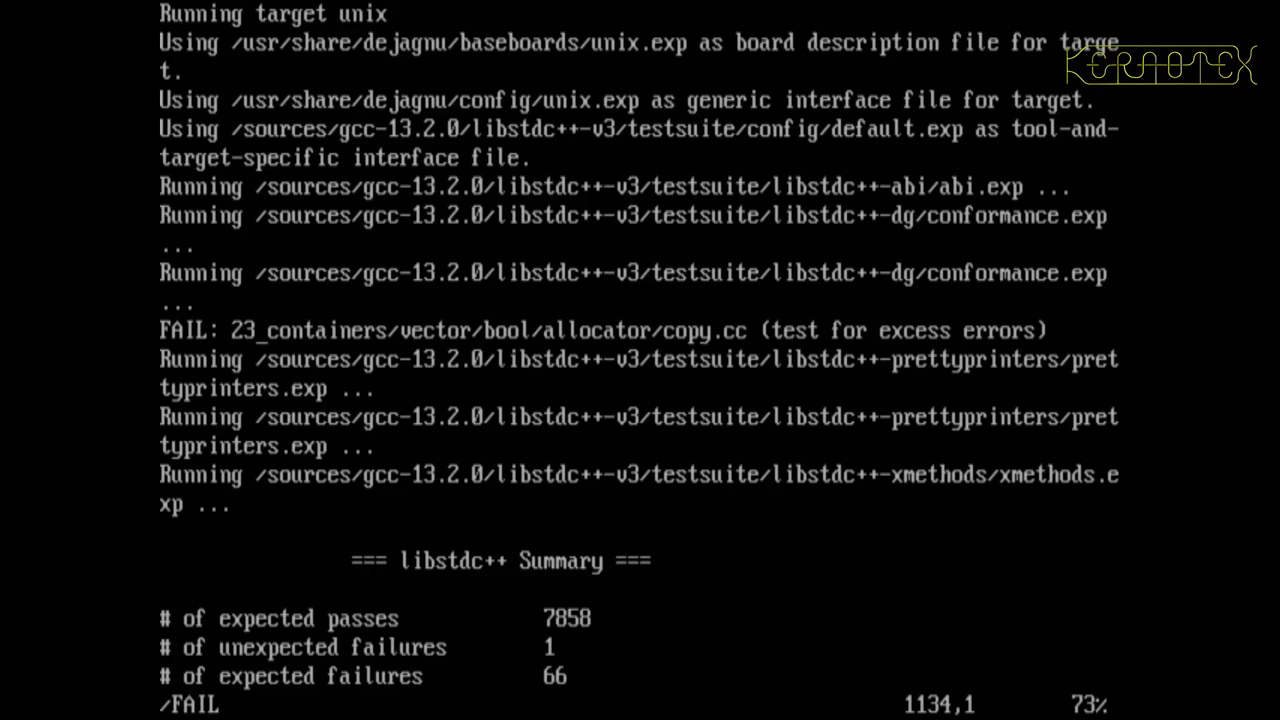 Running target unix
Using /usr/share/dejagnu/baseboards/unix.exp as board description file for targe
t.
KERNOTEX
Using /usr/share/dejagnu/config/unix.exp as generic interface file for target.
Using /sources/gcc-13.2.0/libstdc++-v3/testsuite/config/default.exp as tool-and-
target-specific interface file.
Running /sources/gcc-13.2.0/libstdc++-v3/testsuite/libstdc++-abi/abi.exp ...
Running /sources/gcc-13.2.0/libstdc++-v3/testsuite/libstdc++-dg/conformance.exp
...
Running /sources/gcc-13.2.0/libstdc++-v3/testsuite/libstdc++-dg/conformance.exp
...
FAIL: 23_containers/vector/bool/allocator/copy.cc (test for excess errors)
Running /sources/gcc-13.2.0/libstdc++-v3/testsuite/libstdc++-prettyprinters/pret
typrinters.exp ...
Running /sources/gcc-13.2.0/libstdc++-v3/testsuite/libstdc++-prettyprinters/pret
typrinters.exp ...
Running /sources/gcc-13.2.0/libstdc++-v3/testsuite/libstdc++-xmethods/xmethods.e
xp ...
=== libstdc++ Summary ===
# of expected passes 7858
# of unexpected failures 1
# of expected failures 66
/FAIL 1134,1 73%